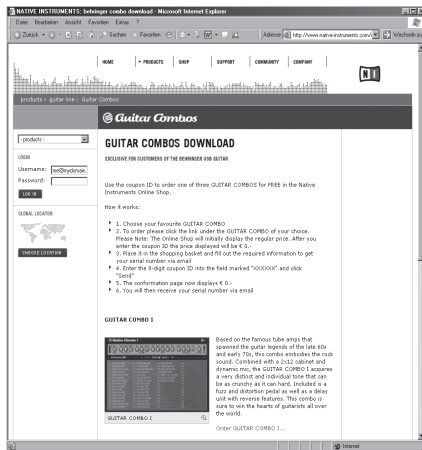 NATIVE INSTRUMENTS: behringer combo download - Microsoft Internet Explorer
Datei Bearbeiten Ansicht Favoriten Extras ?
Zurück Suchen Favoriten Adresse http://www.native-instruments.com/ Wechseln zu
HOME + PRODUCTS SHOP SUPPORT COMMUNITY COMPANY
NI
products > guitar line > Guitar Combos
Guitar Combos
- products -
LOGIN
Username: me@mydomain.
Password:
LOG IN
GLOBAL LOCATOR
CHOOSE LOCATION
GUITAR COMBOS DOWNLOAD
EXCLUSIVE FOR CUSTOMERS OF THE BEHRINGER USB GUITAR
Use the coupon ID to order one of three GUITAR COMBOS for FREE in the Native
Instruments Online Shop.
How it works:
1. Choose your favourite GUITAR COMBO
2. To order please click the link under the GUITAR COMBO of your choice.
Please Note: The Online Shop will initially display the regular price. After you
enter the coupon ID the price displayed will be € 0.-
3. Place it in the shopping basket and fill out the required information to get
your serial number via email
4. Enter the 8-digit coupon ID into the field marked "XXXXXX" and click
"Send"
5. The conformation page now displays € 0.-
6. You will then receive your serial number via email
GUITAR COMBO I
GUITAR COMBO I
Based on the famous tube amps that
spawned the guitar legends of the late 60s
and early 70s, this combo embodies the rock
sound. Combined with a 2x12 cabinet and
dynamic mic, the GUITAR COMBO I acquires
a very distinct and individual tone that can
be as crunchy as it can hard. Included is a
fuzz and distortion pedal as well as a delay
unit with reverse features. This combo is
sure to win the hearts of guitarists all over
the world.
Order GUITAR COMBO I...
Internet